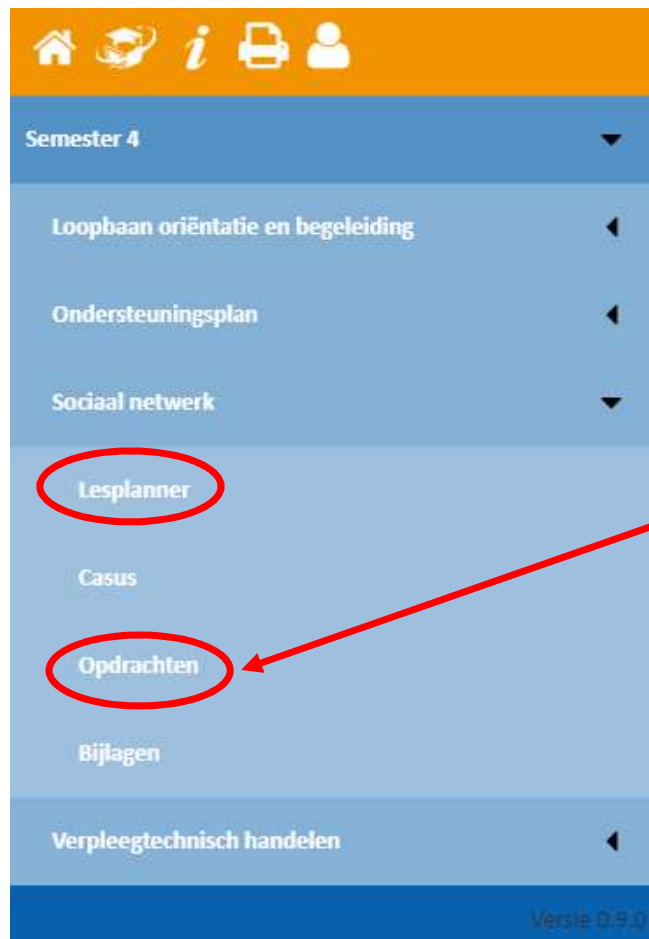 Semester 4
Loopbaan oriëntatie en begeleiding
Ondersteuningsplan
Sociaal netwerk
Lesplanner
Casus
Opdrachten
Bijlagen
Verpleegtechnisch handelen
Versie 0.9.0